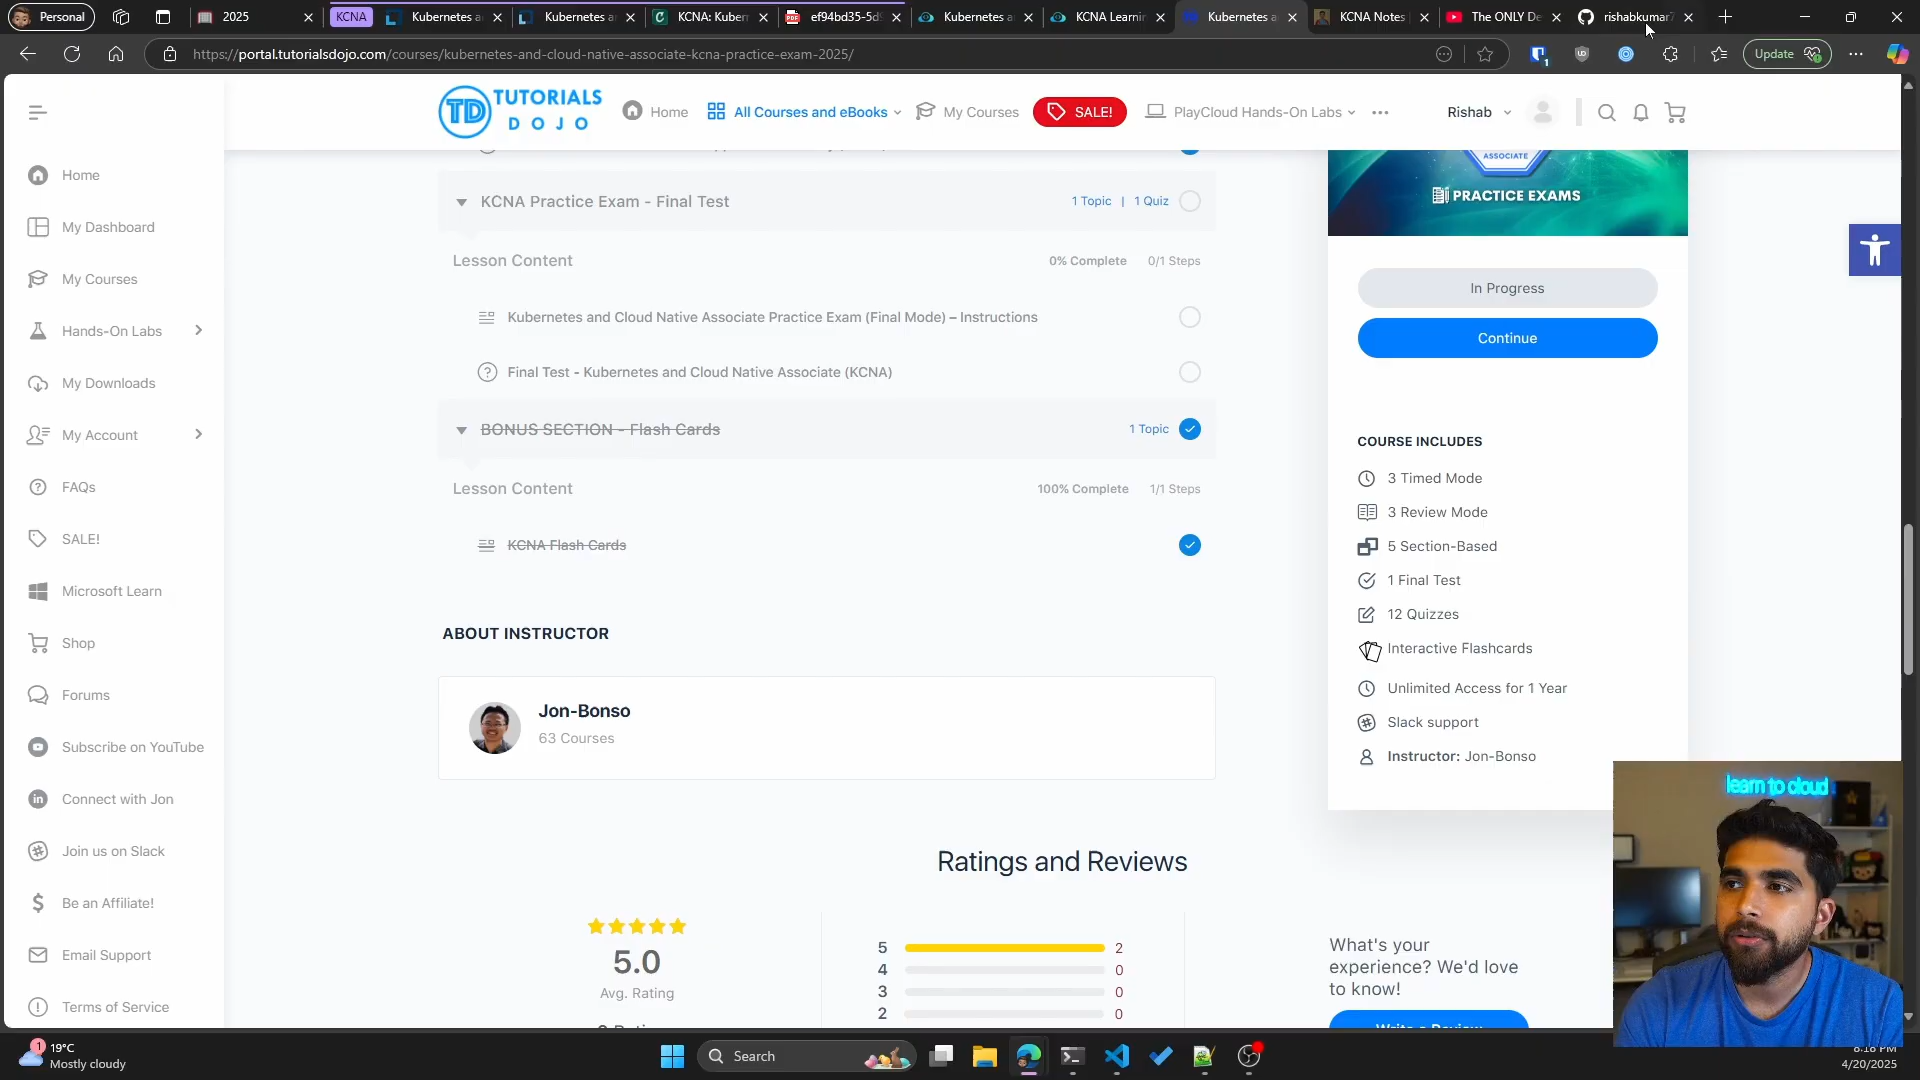 Personal
2025
KCNA
Kubernetes a
Kubernetes a
KCNA: Kuber
ef94bd35-5d
Kubernetes a
KCNA Learnin
Kubernetes a
KCNA Notes
The ONLY De
rishabkumar7
https://portal.tutorialsdojo.com/courses/kubernetes-and-cloud-native-associate-kcna-practice-exam-2025/
Update
TD TUTORIALS DOJO
Home
All Courses and eBooks
My Courses
SALE!
PlayCloud Hands-On Labs
Rishab
Home
My Dashboard
My Courses
Hands-On Labs
My Downloads
My Account
FAQs
SALE!
Microsoft Learn
Shop
Forums
Subscribe on YouTube
Connect with Jon
Join us on Slack
Be an Affiliate!
Email Support
Terms of Service
KCNA Practice Exam - Final Test
1 Topic | 1 Quiz
Lesson Content
0% Complete 0/1 Steps
Kubernetes and Cloud Native Associate Practice Exam (Final Mode) – Instructions
Final Test - Kubernetes and Cloud Native Associate (KCNA)
BONUS SECTION - Flash Cards
1 Topic
Lesson Content
100% Complete 1/1 Steps
KCNA Flash Cards
ABOUT INSTRUCTOR
Jon-Bonso
63 Courses
Ratings and Reviews
5.0
Avg. Rating
5 2
4 0
3 0
2 0
What's your
experience? We'd love
to know!
Write a Review
ASSOCIATE
PRACTICE EXAMS
In Progress
Continue
COURSE INCLUDES
3 Timed Mode
3 Review Mode
5 Section-Based
1 Final Test
12 Quizzes
Interactive Flashcards
Unlimited Access for 1 Year
Slack support
Instructor: Jon-Bonso
learn to cloud
1
19°C
Mostly cloudy
Search
8:18 PM
4/20/2025